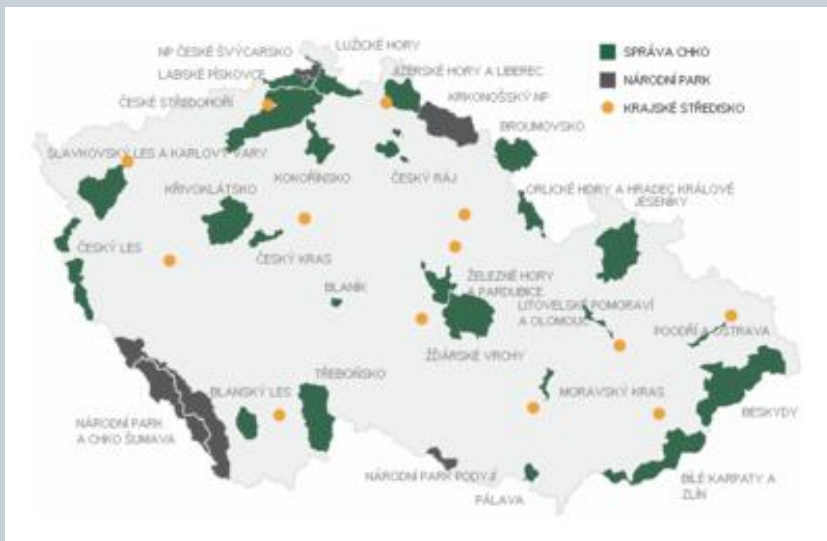 LUŽICKÉ HORY
NP ČESKÉ ŠVÝCARSKO
LABSKÉ PÍSKOVCE
JIZERSKÉ HORY A LIBEREC
SPRÁVA CHKO
NÁRODNÍ PARK
KRAJSKÉ STŘEDISKO
ČESKÉ STŘEDOHOŘÍ
KRKONOŠSKÝ NP
BROUMOVSKO
SLAVKOVSKÝ LES A KARLOVY VARY
KŘIVOKLÁTSKO
KOKOŘÍNSKO
ČESKÝ RÁJ
ORLICKÉ HORY A HRADEC KRÁLOVÉ
JESENÍKY
ČESKÝ LES
ČESKÝ KRAS
BLANÍK
ŽELEZNÉ HORY
A PARDUBICE
LITOVELSKÉ POMORAVÍ
A OLOMOUC
POODŘÍ A OSTRAVA
ŽĎÁRSKÉ VRCHY
TŘEBOŇSKO
BLANSKÝ LES
MORAVSKÝ KRAS
BESKYDY
NÁRODNÍ PARK
A CHKO ŠUMAVA
NÁRODNÍ PARK PODYJÍ
PÁLAVA
BÍLÉ KARPATY A
ZLÍN